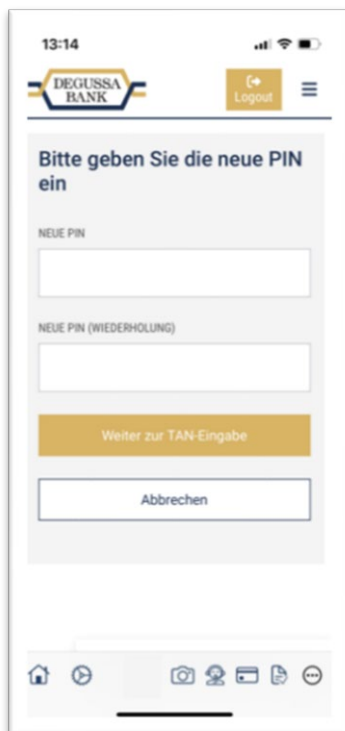 13:14
DEGUSSA
BANK
Logout
Bitte geben Sie die neue PIN
ein
NEUE PIN
NEUE PIN (WIEDERHOLUNG)
Weiter zur TAN-Eingabe
Abbrechen